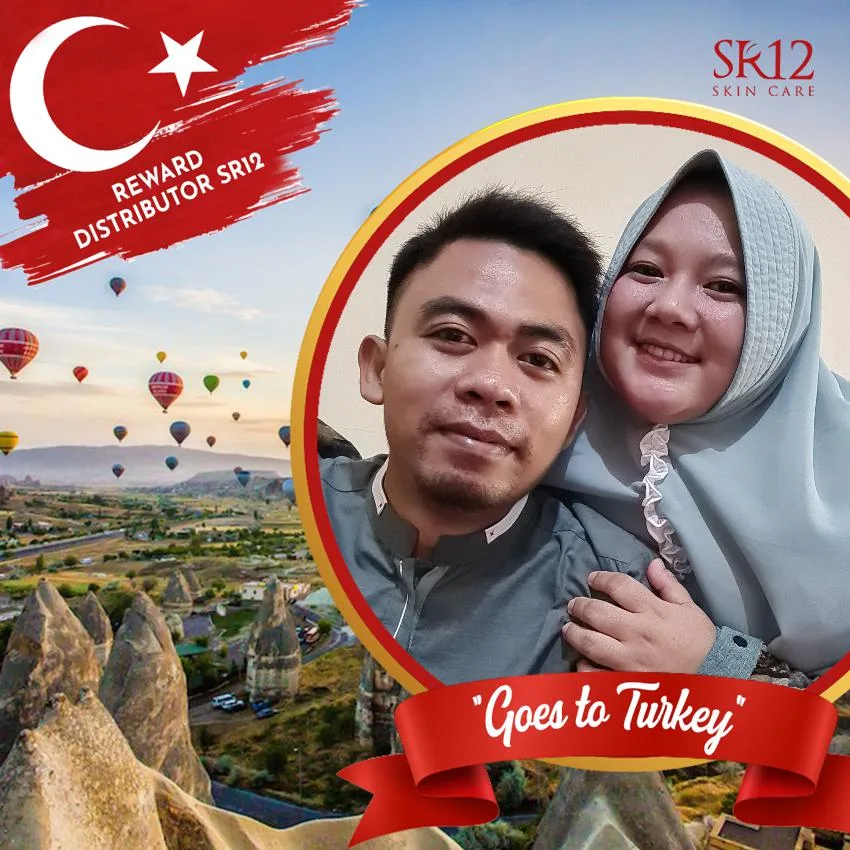 SR12
SKIN CARE
REWARD
DISTRIBUTOR SR12
"Goes to Turkey"